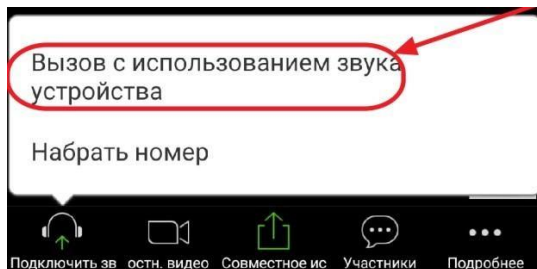 Вызов с использованием звука
устройства
Набрать номер
Подключить зв остн. видео Совместное ис Участники Подробнее